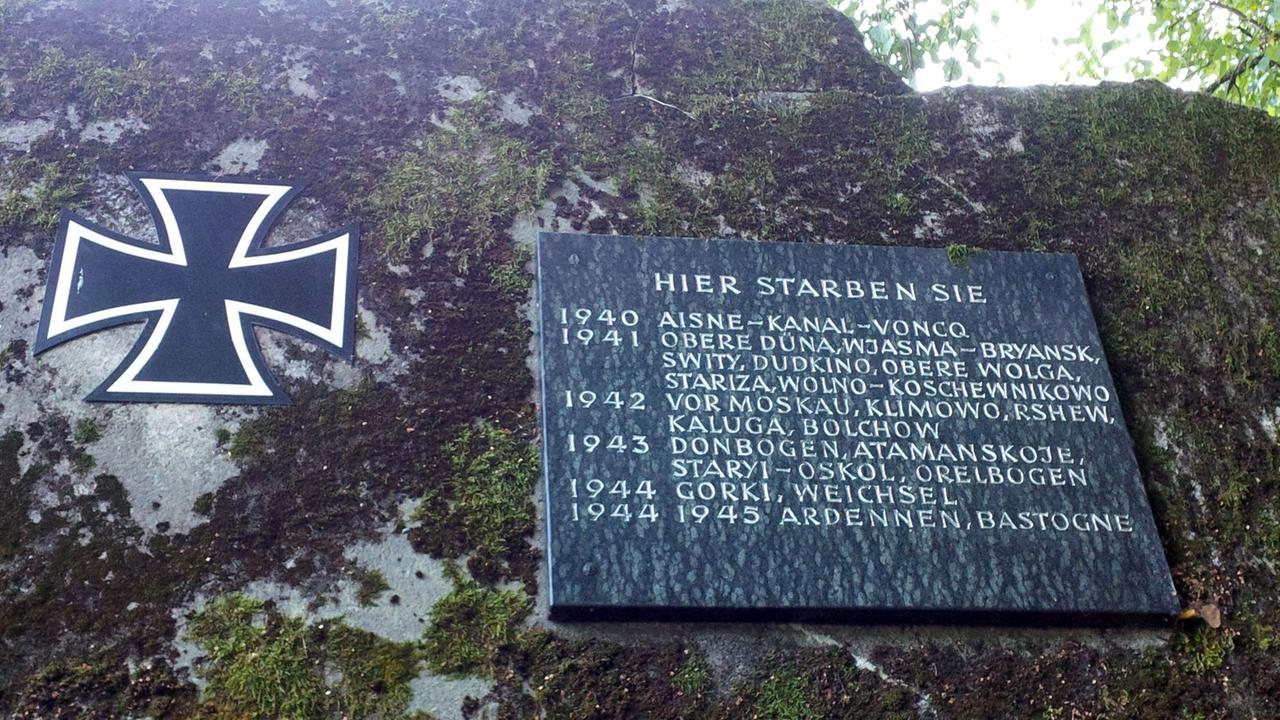 HIER STARBEN SIE
1940 AISNE-KANAL-VONCQ
1941 OBERE DÜNA, WJASMA-BRYANSK,
SWITY, DUDKINO, OBERE WOLGA,
STARIZA, WOLNO-KOSCHEWNIKOWO
1942 VOR MOSKAU, KLIMOWO, RSHEW,
KALUGA, BOLCHOW
1943 DONBOGEN, ATAMANSKOJE,
STARYI-OSKOL, ORELBOGEN
1944 GORKI, WEICHSEL
1944 1945 ARDENNEN, BASTOGNE